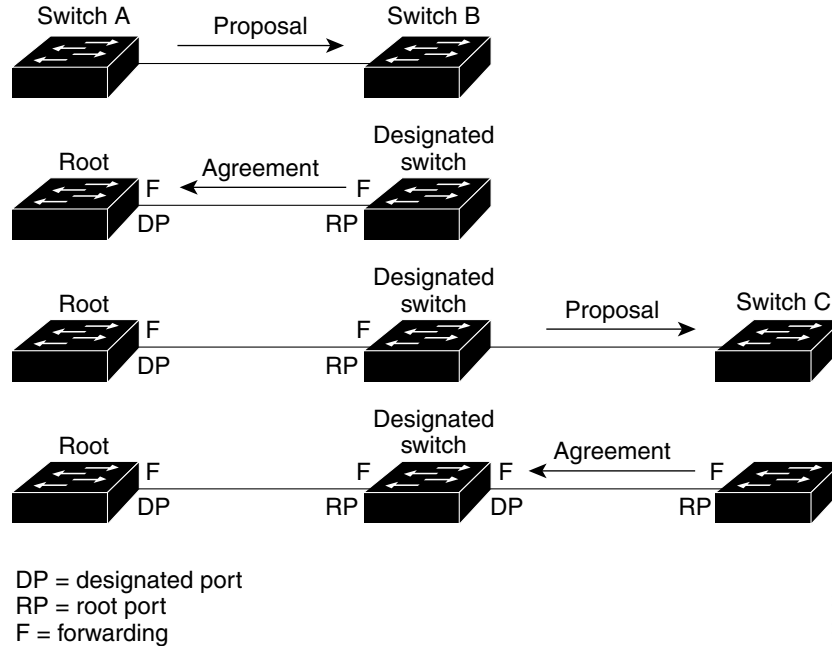 Switch A
Proposal
Switch B
Root
F
Agreement
F
Designated
switch
DP
RP
Root
F
F
Designated
switch
Proposal
Switch C
DP
RP
Root
F
F
Designated
switch
F
Agreement
F
DP
RP
DP
RP
DP = designated port
RP = root port
F = forwarding